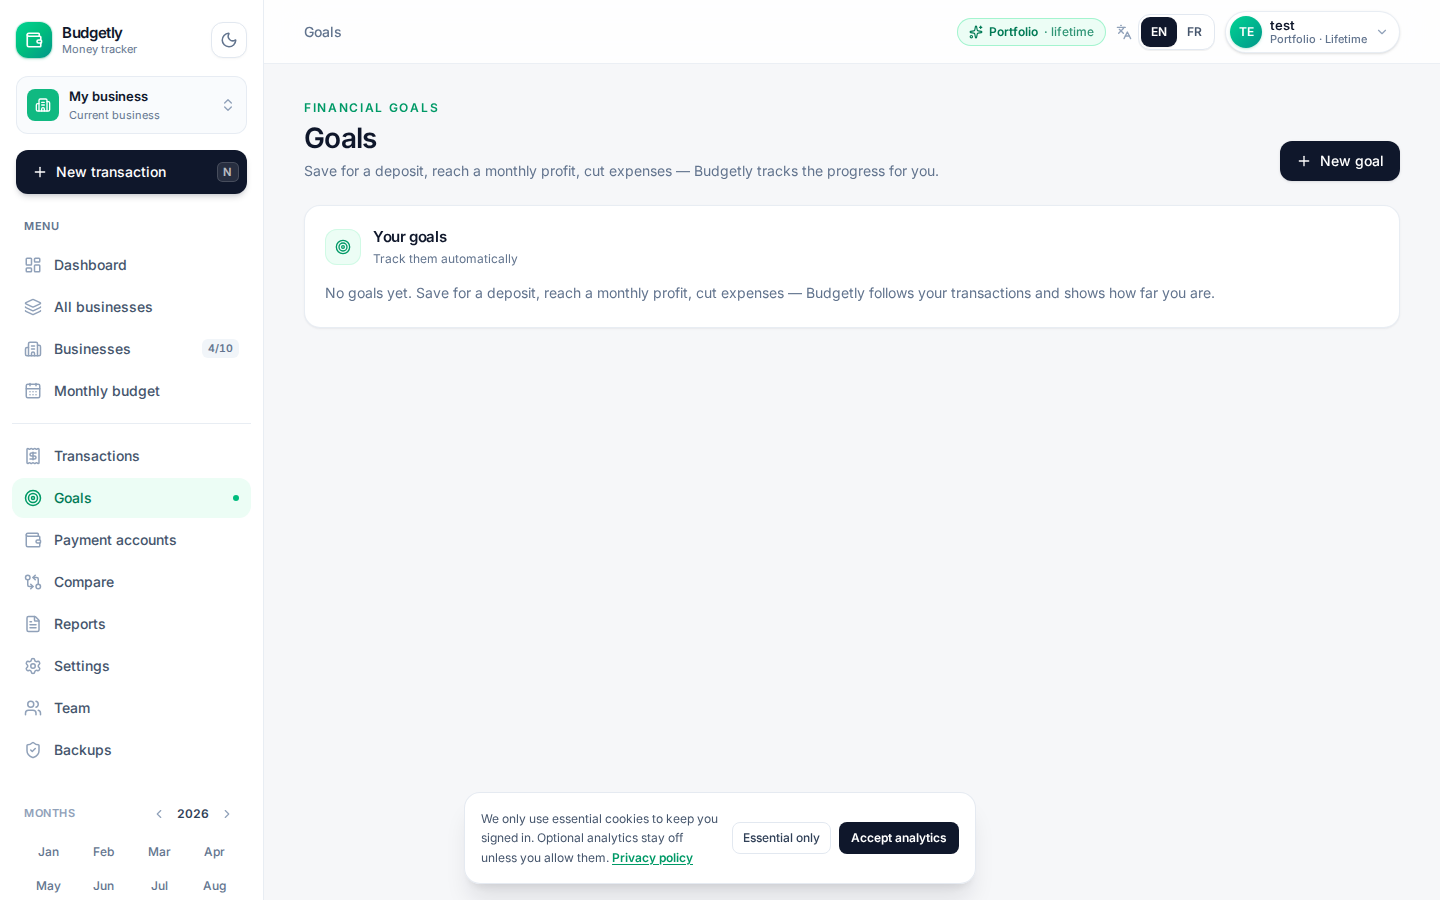 Budgetly
Money tracker
My business
Current business
New transaction N
MENU
Dashboard
All businesses
Businesses 4/10
Monthly budget
Transactions
Goals
Payment accounts
Compare
Reports
Settings
Team
Backups
MONTHS 2026
Jan Feb Mar Apr
May Jun Jul Aug
Goals
Portfolio · lifetime
EN FR
TE
test
Portfolio · Lifetime
FINANCIAL GOALS
Goals
Save for a deposit, reach a monthly profit, cut expenses — Budgetly tracks the progress for you.
New goal
Your goals
Track them automatically
No goals yet. Save for a deposit, reach a monthly profit, cut expenses — Budgetly follows your transactions and shows how far you are.
We only use essential cookies to keep you
signed in. Optional analytics stay off
unless you allow them. Privacy policy
Essential only
Accept analytics